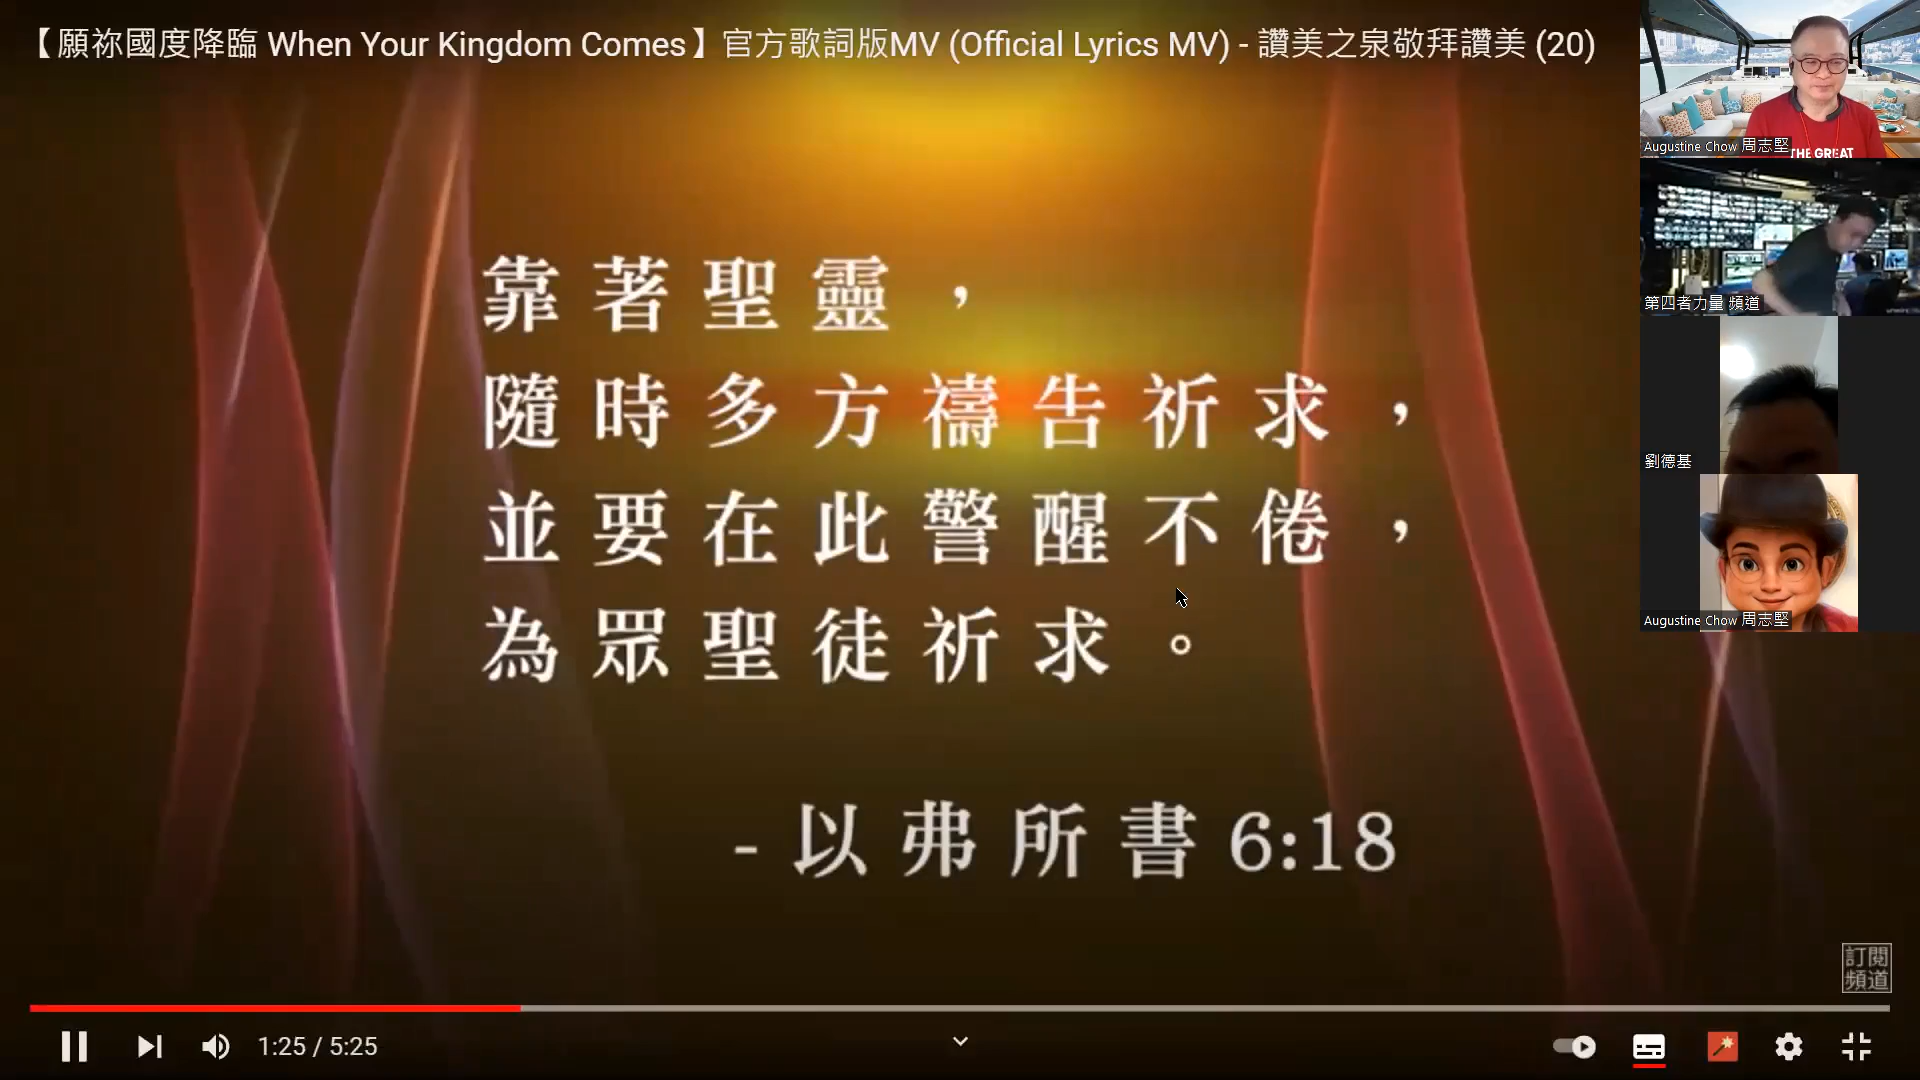 【願祢國度降臨 When Your Kingdom Comes】官方歌詞版MV (Official Lyrics MV) - 讚美之泉敬拜讚美 (20)
靠著聖靈，
隨時多方禱告祈求，
並要在此警醒不倦，
為眾聖徒祈求。
- 以弗所書 6:18
訂閱
頻道
1:25 / 5:25
THE GREAT
Augustine Chow 周志堅
第四者力量 頻道
劉德基
Augustine Chow 周志堅